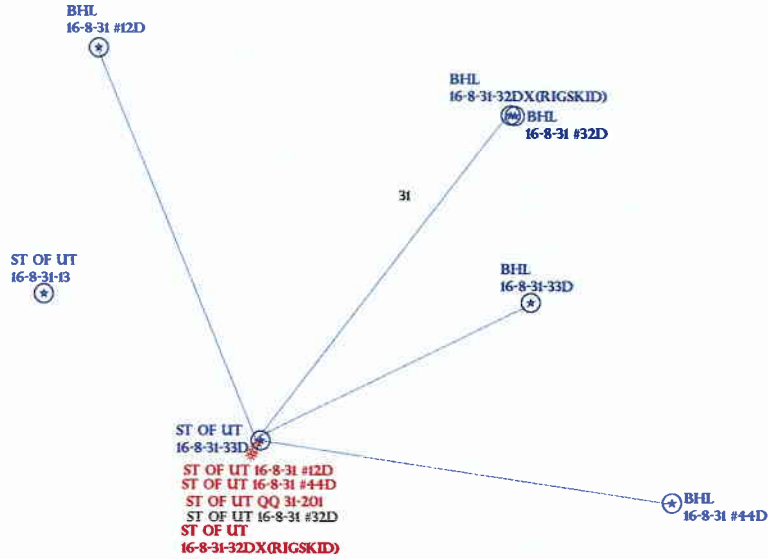 BHL
16-8-31 #12D
BHL
16-8-31-32DX(RIGSKID)
BHL
16-8-31 #32D
31
ST OF UT
16-8-31-13
BHL
16-8-31-33D
ST OF UT
16-8-31-33D
ST OF UT 16-8-31 #12D
ST OF UT 16-8-31 #44D
ST OF UT QQ 31-201
ST OF UT 16-8-31 #32D
ST OF UT
16-8-31-32DX(RIGSKID)
BHL
16-8-31 #44D